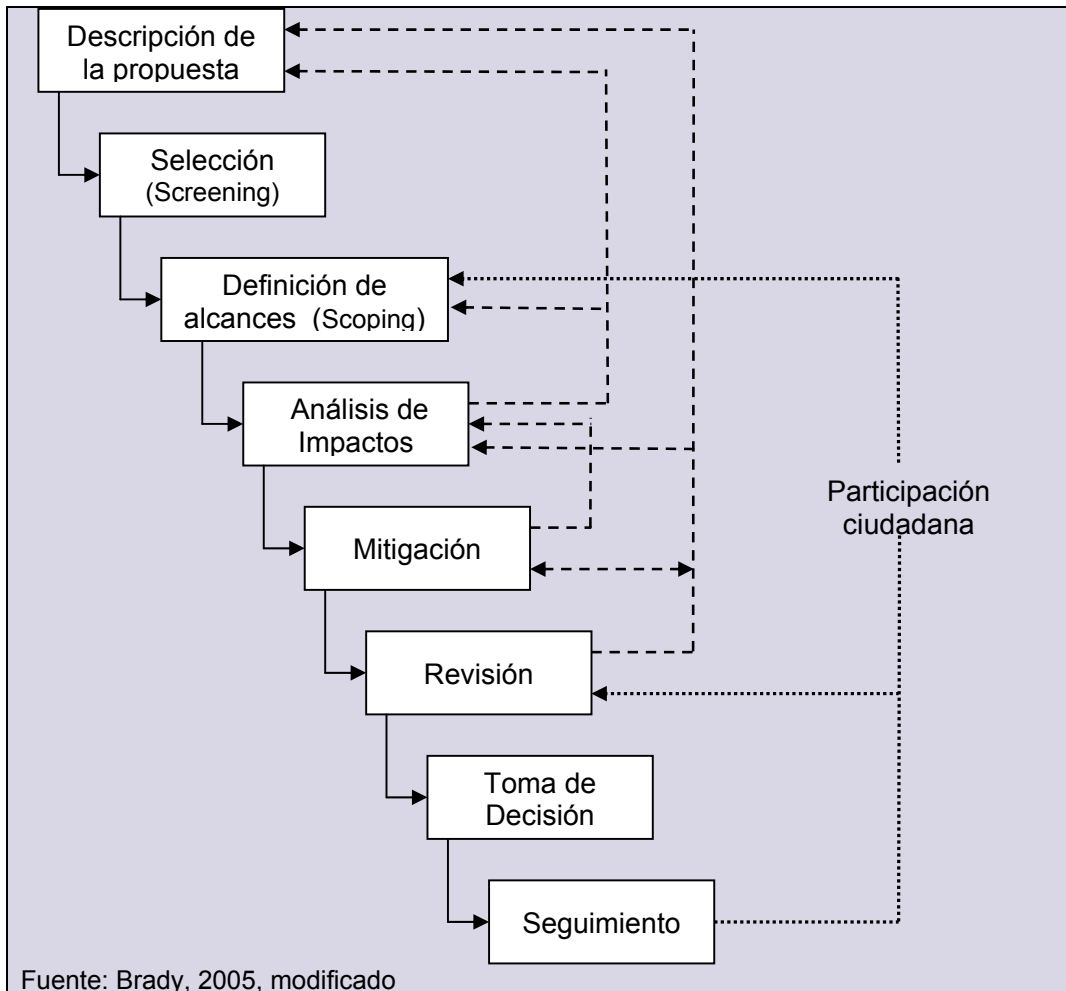 Descripción de
la propuesta
Selección
(Screening)
Definición de
alcances (Scoping)
Análisis de
Impactos
Participación
ciudadana
Mitigación
Revisión
Toma de
Decisión
Seguimiento
Fuente: Brady, 2005, modificado